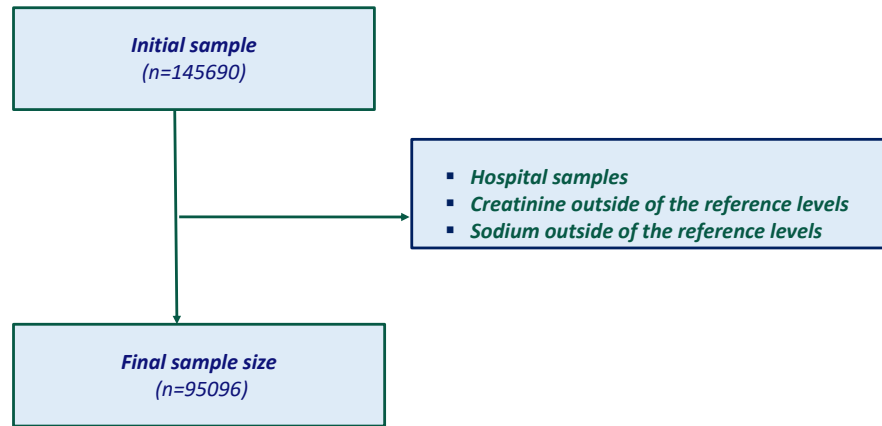 Initial sample
(n=145690)
▪ Hospital samples
▪ Creatinine outside of the reference levels
▪ Sodium outside of the reference levels
Final sample size
(n=95096)